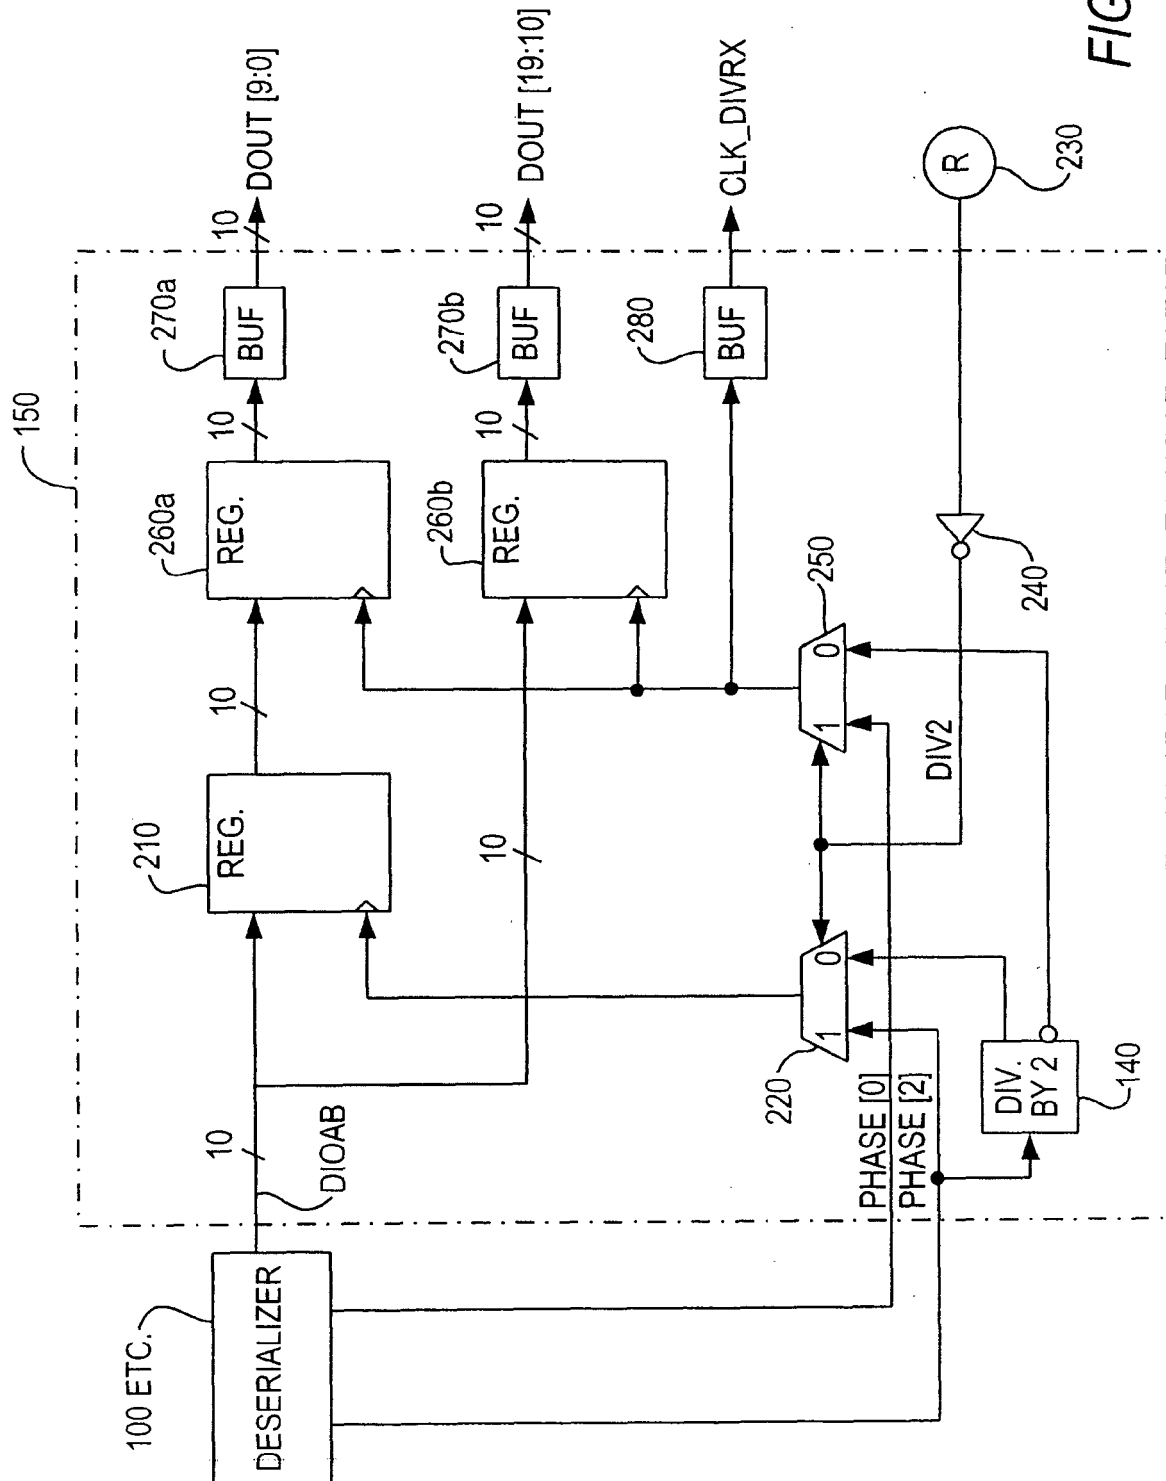 FIG
150
100 ETC.
DESERIALIZER
10
DIOAB
210
REG.
10
260a
REG.
10
270a
BUF
10
DOUT [9:0]
10
260b
REG.
10
270b
BUF
10
DOUT [19:10]
280
BUF
CLK_DIVRX
220
1
0
250
1
0
PHASE [0]
PHASE [2]
DIV.
BY 2
140
DIV2
240
R
230